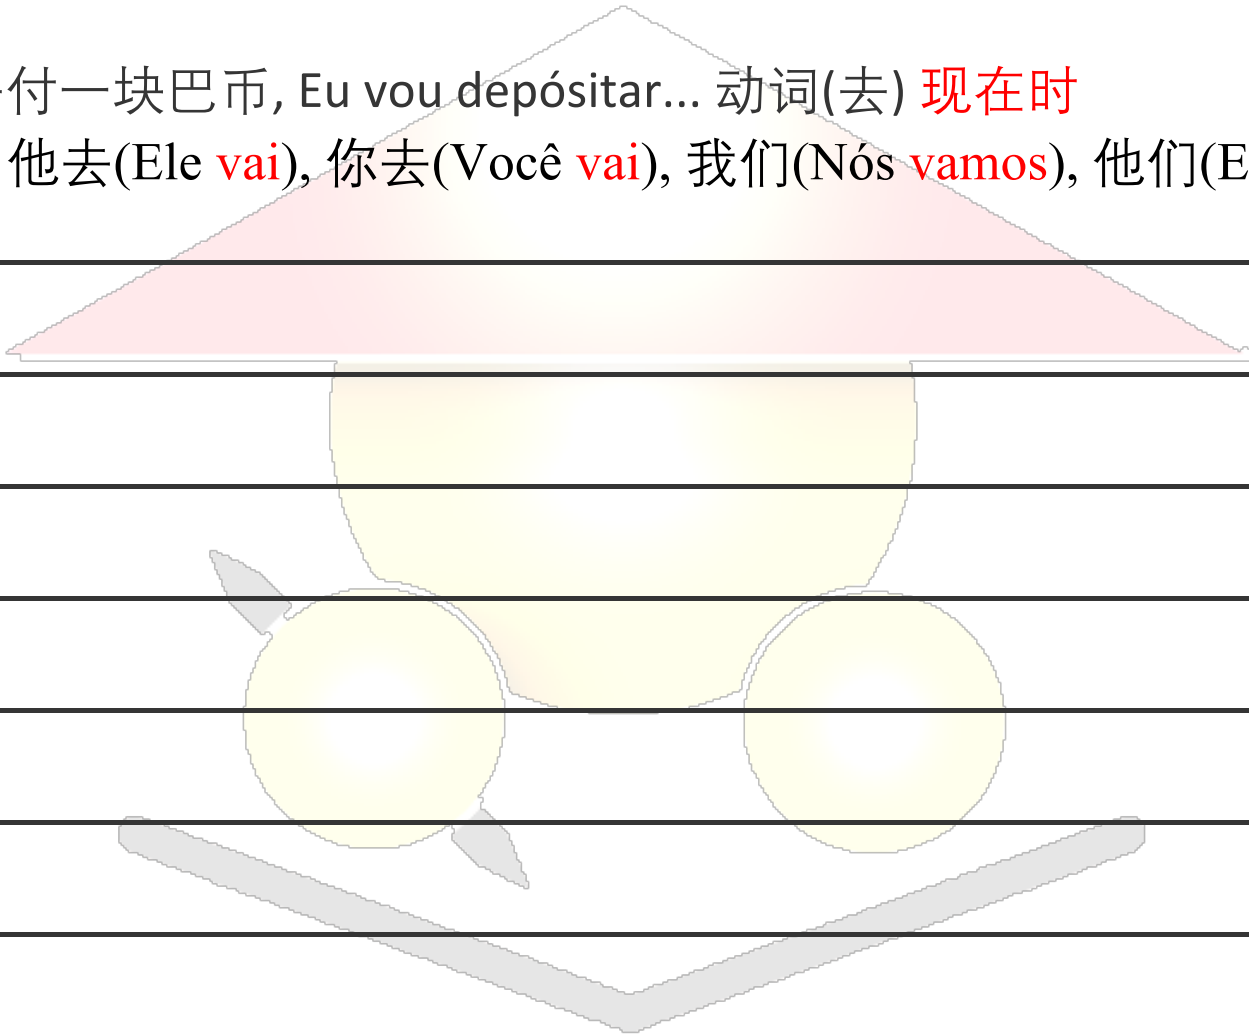 付一块巴币, Eu vou depósitar... 动词(去) 现在时
他去(Ele vai), 你去(Você vai), 我们(Nós vamos), 他们(E